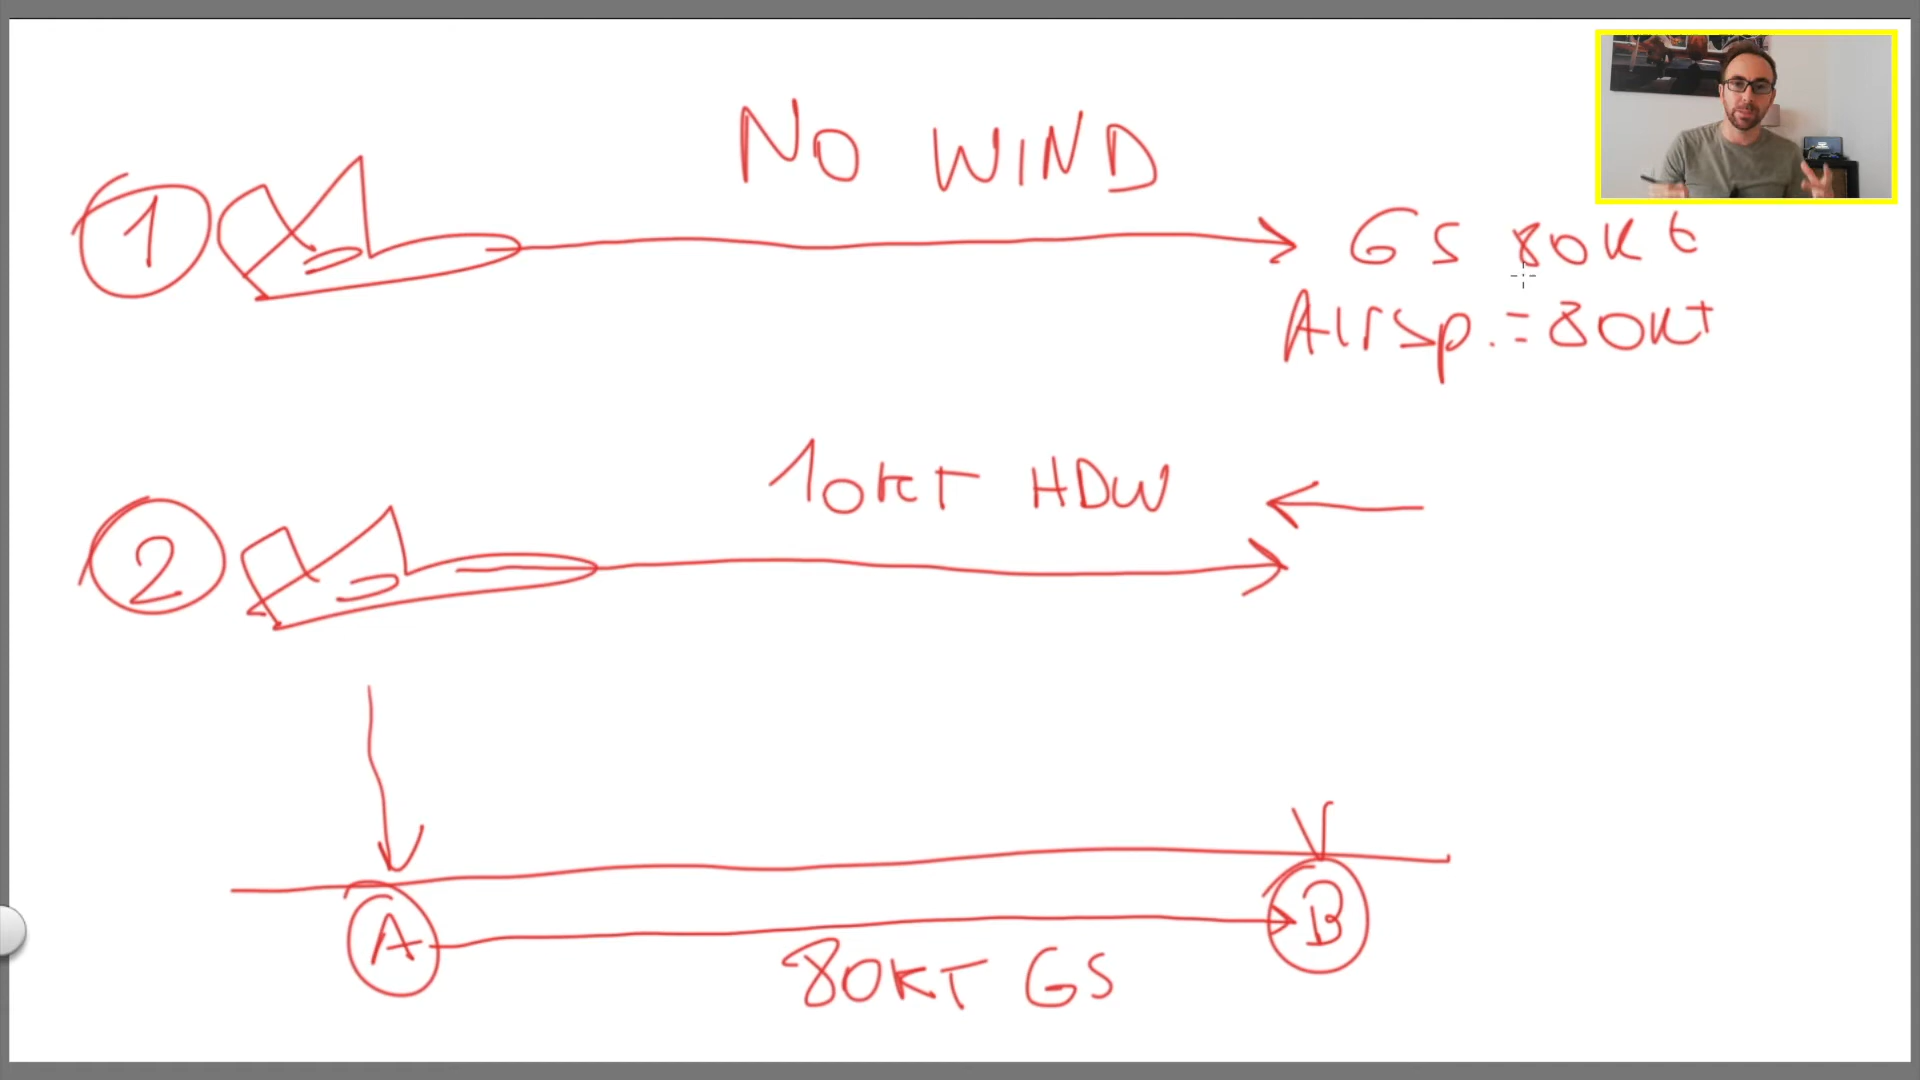 NO WIND
1
GS 80Kt
Airsp. = 80Kt
10KT HDW
2
A
B
80KT GS